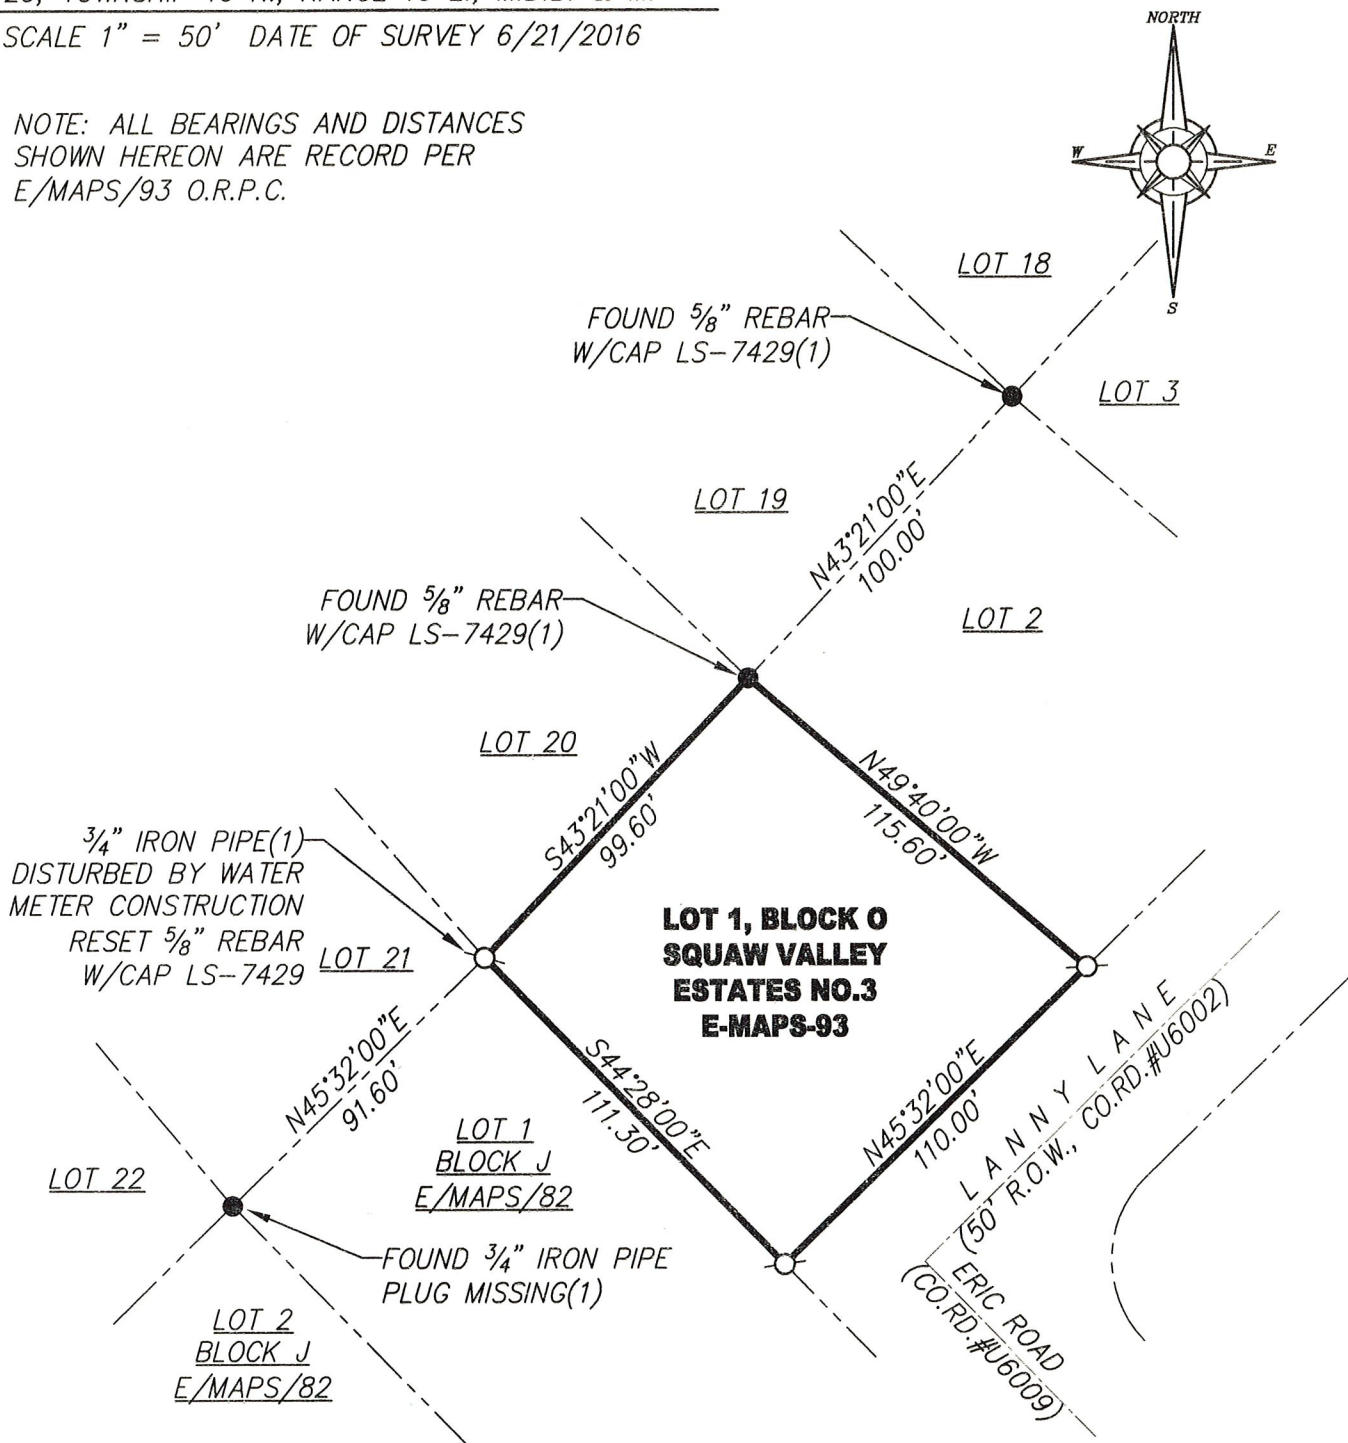 SCALE 1" = 50' DATE OF SURVEY 6/21/2016
NOTE: ALL BEARINGS AND DISTANCES
SHOWN HEREON ARE RECORD PER
E/MAPS/93 O.R.P.C.
NORTH
W
E
S
LOT 18
FOUND 5/8" REBAR
W/CAP LS-7429(1)
LOT 3
LOT 19
N43°21'00"E
100.00'
FOUND 5/8" REBAR
W/CAP LS-7429(1)
LOT 2
LOT 20
S43°21'00"W
99.60'
N49°40'00"W
115.60'
3/4" IRON PIPE(1)
DISTURBED BY WATER
METER CONSTRUCTION
RESET 5/8" REBAR
W/CAP LS-7429
LOT 21
LOT 1, BLOCK O
SQUAW VALLEY
ESTATES NO.3
E-MAPS-93
N45°32'00"E
91.60'
S44°28'00"E
111.30'
N45°32'00"E
110.00'
LANNY LANE
(50' R.O.W., CO.RD.#U6002)
LOT 1
BLOCK J
E/MAPS/82
LOT 22
FOUND 3/4" IRON PIPE
PLUG MISSING(1)
ERIC ROAD
(CO.RD.#U6009)
LOT 2
BLOCK J
E/MAPS/82